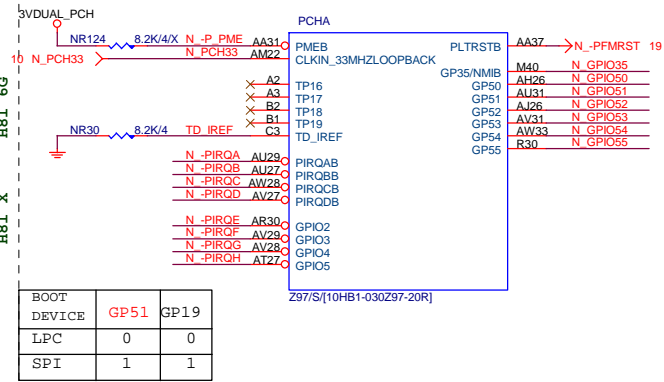 3VDUAL_PCH
PCHA
NR124 8.2K/4/X N_-P_PME AA31 PMEB PLTRSTB AA37 N_-PFMRST 19
10 N_PCH33 N_PCH33 AM22 CLKIN_33MHZLOOPBACK
GP35/NMIB M40 N_GPIO35
A2 TP16 GP50 AH26 N_GPIO50
A3 TP17 GP51 AU31 N_GPIO51
B2 TP18 GP52 AJ26 N_GPIO52
B1 TP19 GP53 AV31 N_GPIO53
NR30 8.2K/4 TD_IREF C3 TD_IREF GP54 AW33 N_GPIO54
GP55 R30 N_GPIO55
N_-PIRQA AU29 PIRQAB
N_-PIRQB AU27 PIRQBB
N_-PIRQC AW28 PIRQCB
N_-PIRQD AV27 PIRQDB
N_-PIRQE AR30 GPIO2
N_-PIRQF AV29 GPIO3
N_-PIRQG AV28 GPIO4
N_-PIRQH AT27 GPIO5
Z97/S/[10HB1-030Z97-20R]
H81 6G
H81 X
BOOT DEVICE GP51 GP19
LPC 0 0
SPI 1 1